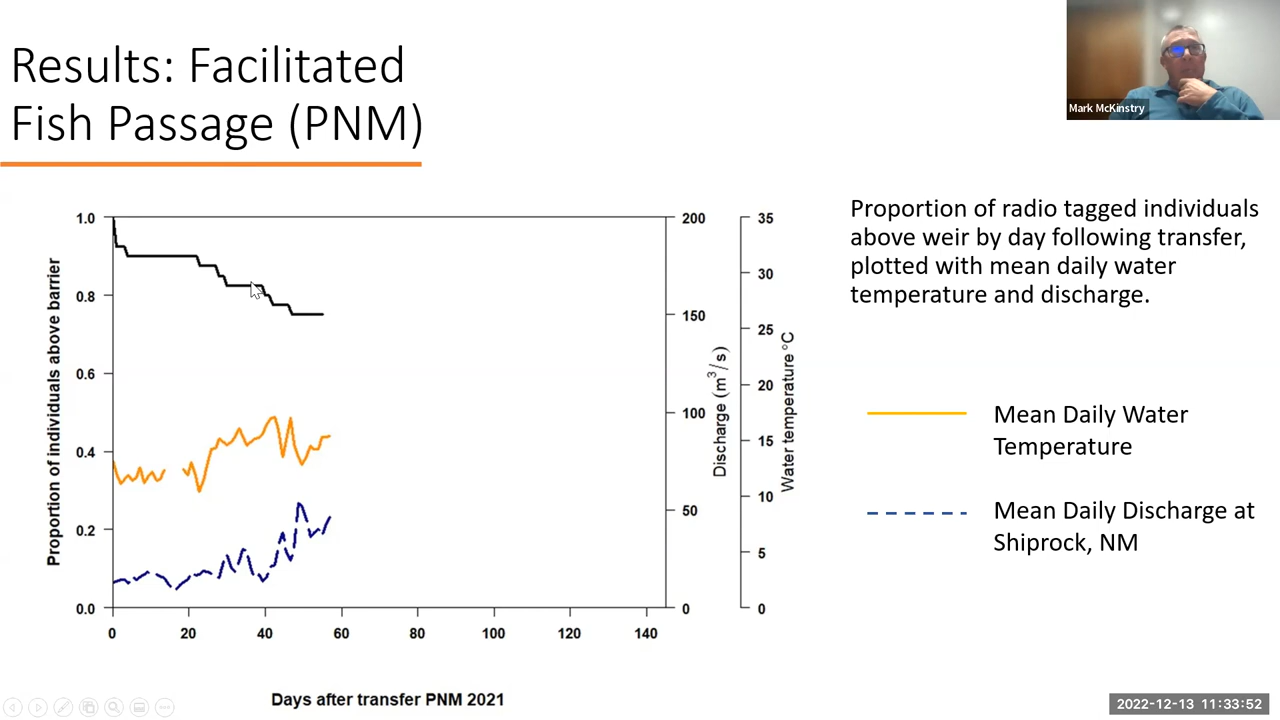 Results: Facilitated
Fish Passage (PNM)
Mark McKinstry
Proportion of radio tagged individuals
above weir by day following transfer,
plotted with mean daily water
temperature and discharge.
Proportion of individuals above barrier
1.0
0.8
0.6
0.4
0.2
0.0
0 20 40 60 80 100 120 140
Days after transfer PNM 2021
200
150
100
50
0
Discharge (m³/s)
35
30
25
20
15
10
5
0
Water temperature °C
Mean Daily Water
Temperature
Mean Daily Discharge at
Shiprock, NM
2022-12-13 11:33:52